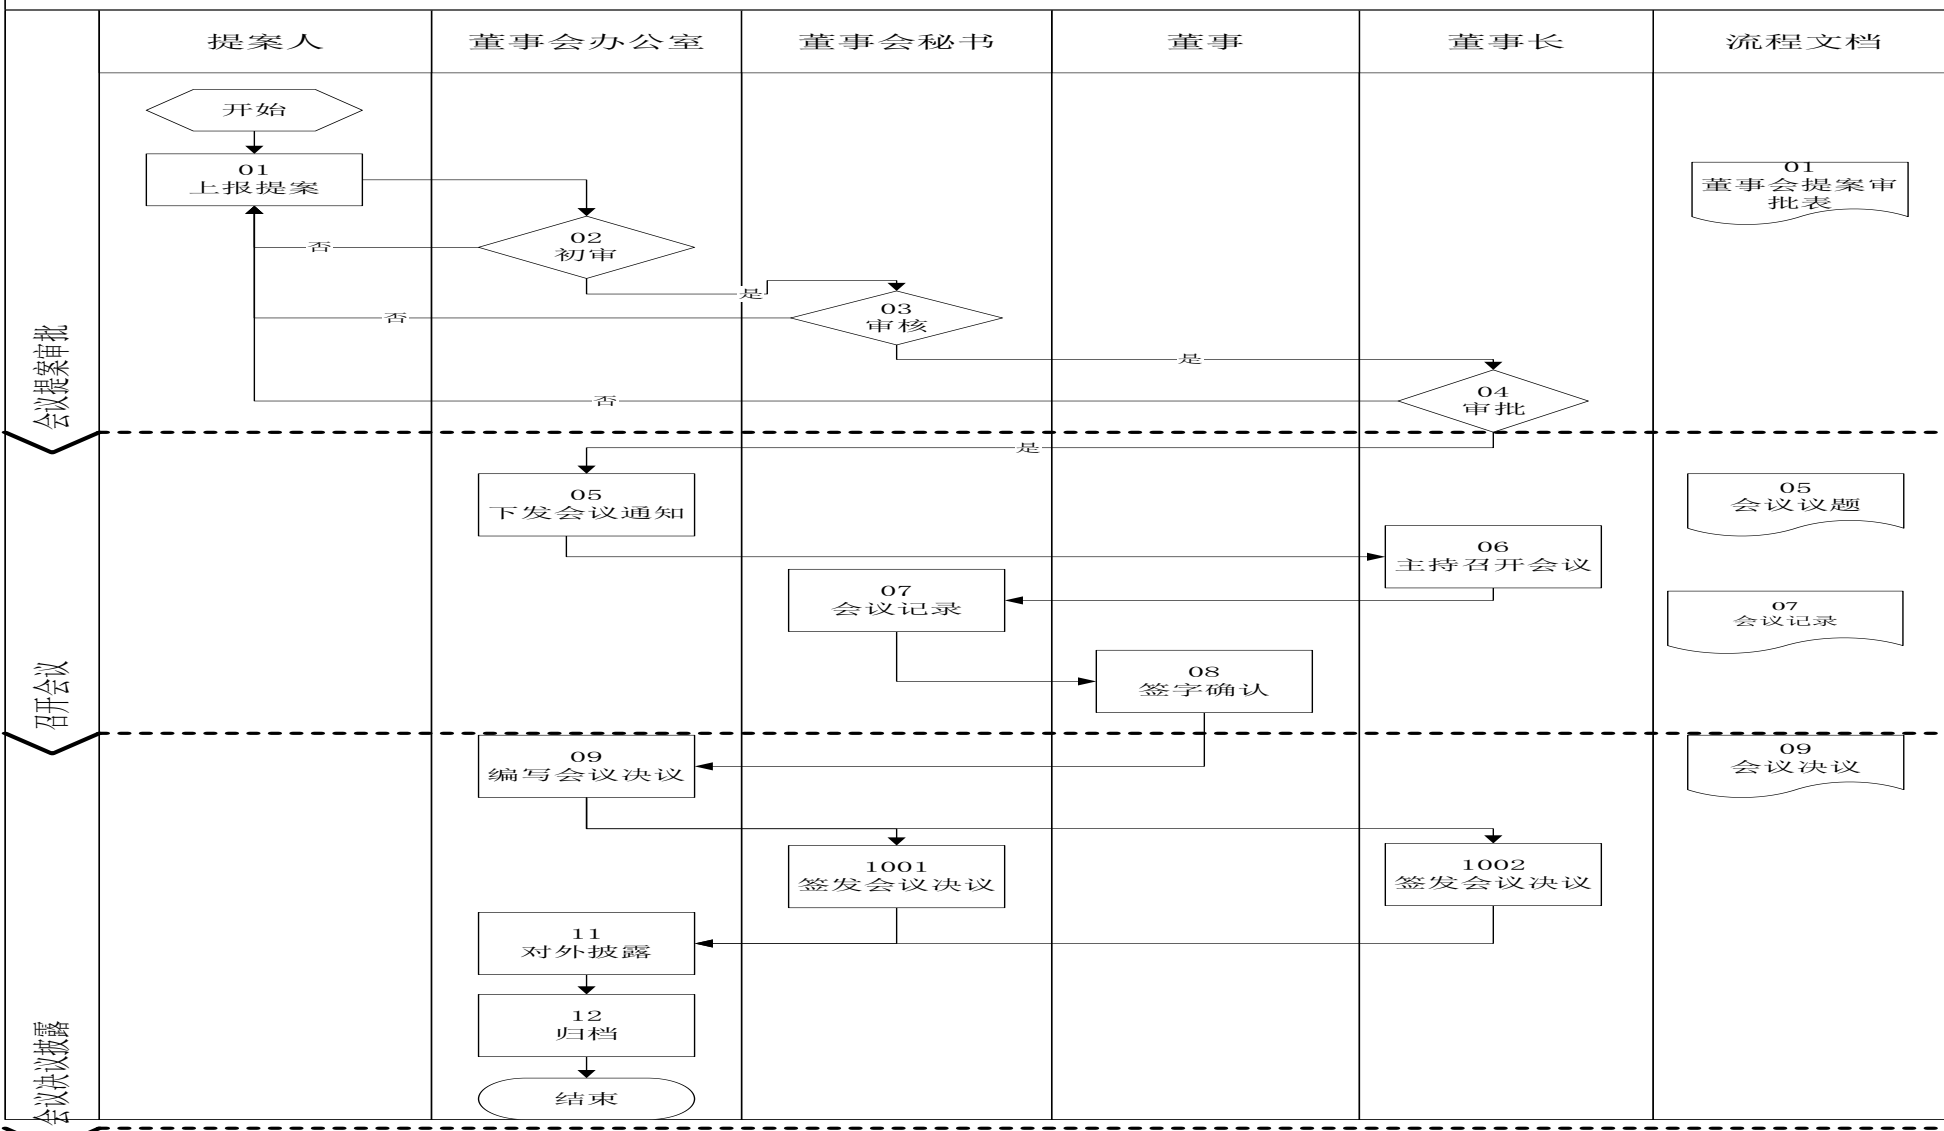 提案人
董事会办公室
董事会秘书
董事
董事长
流程文档
会议提案审批
开始
01
上报提案
01
董事会提案审
批表
02
初审
否
是
03
审核
否
是
04
审批
否
召开会议
是
05
下发会议通知
05
会议议题
06
主持召开会议
07
会议记录
07
会议记录
08
签字确认
会议决议披露
09
编写会议决议
09
会议决议
1001
签发会议决议
1002
签发会议决议
11
对外披露
12
归档
结束